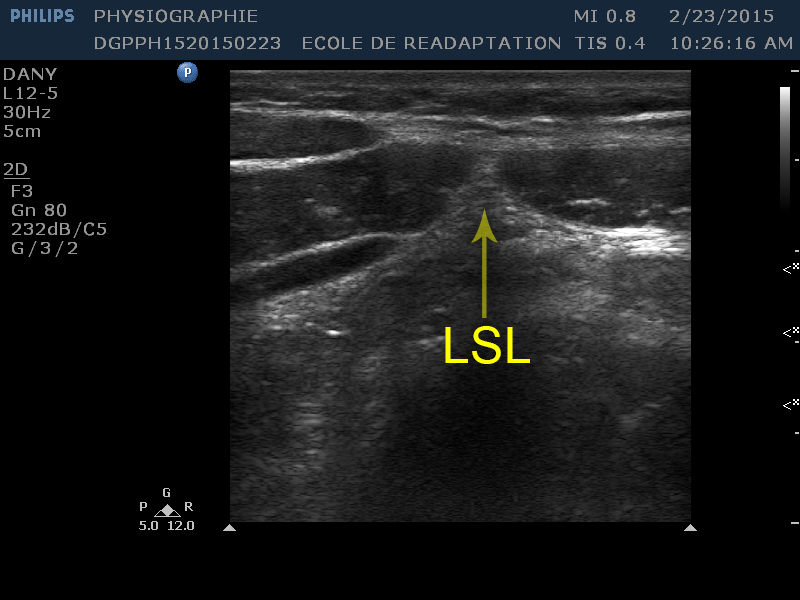 PHILIPS PHYSIOGRAPHIE MI 0.8 2/23/2015
DGPPH1520150223 ECOLE DE READAPTATION TIS 0.4 10:26:16 AM
DANY
L12-5
30Hz
5cm
P
2D
F3
Gn 80
232dB/C5
G/3/2
LSL
G
P R
5.0 12.0